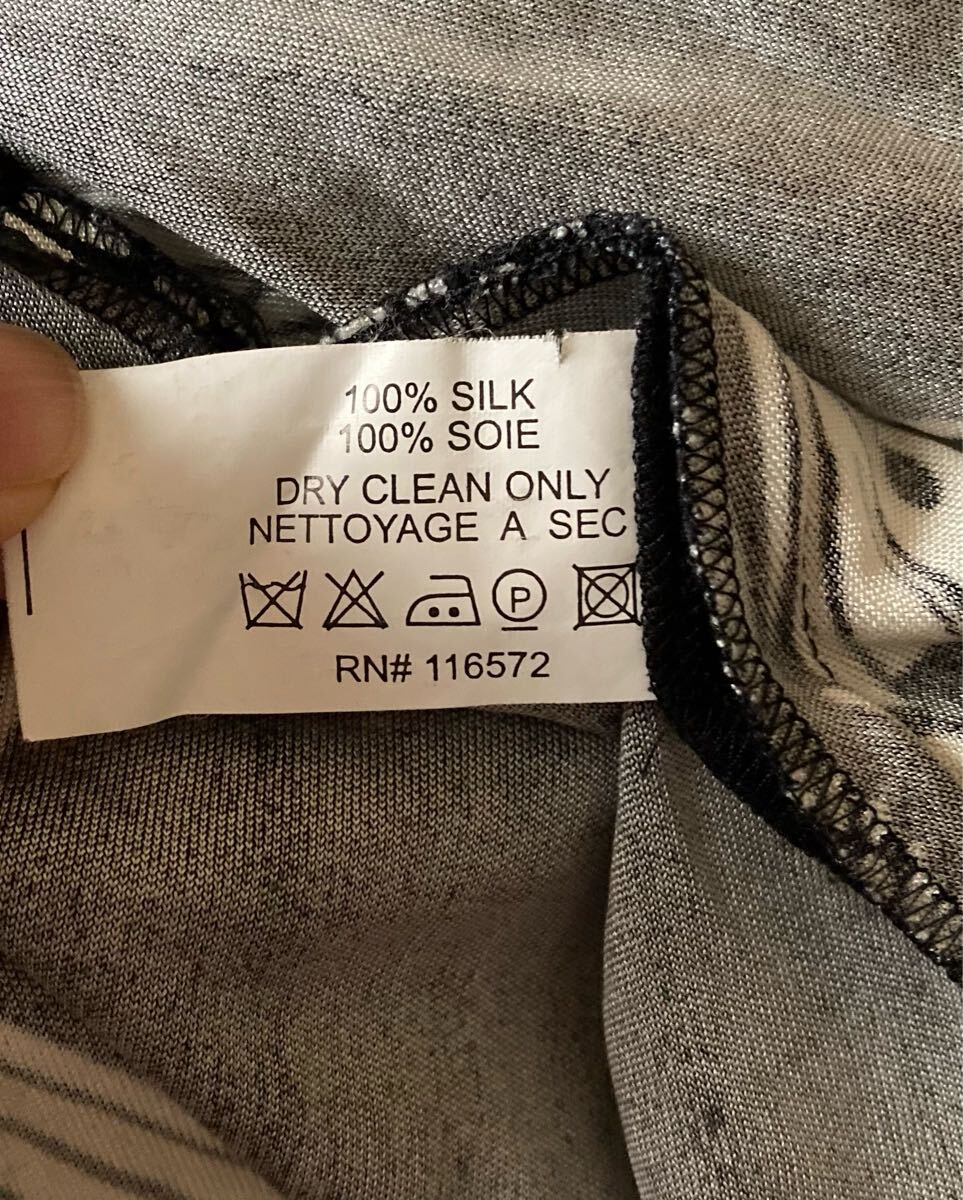 100% SILK
100% SOIE
DRY CLEAN ONLY
NETTOYAGE A SEC
P
RN# 116572